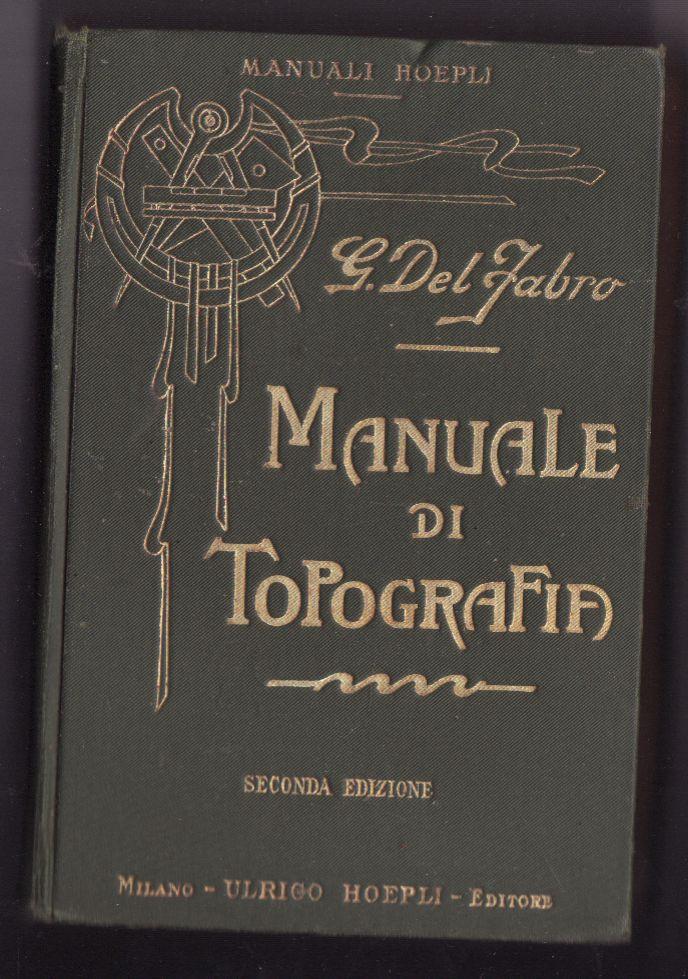 MANUALI HOEPLI
G. Del Fabro
MANUALE
DI
TOPOGRAFIA
SECONDA EDIZIONE
MILANO - ULRICO HOEPLI - EDITORE